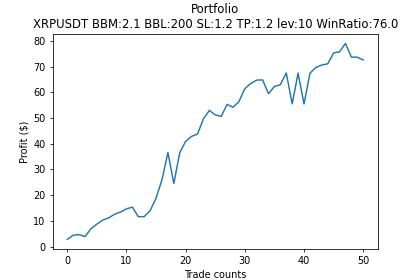 Portfolio
XRPUSDT BBM:2.1 BBL:200 SL:1.2 TP:1.2 lev:10 WinRatio:76.0
80
70
60
50
40
30
20
10
0
Profit ($)
0 10 20 30 40 50
Trade counts